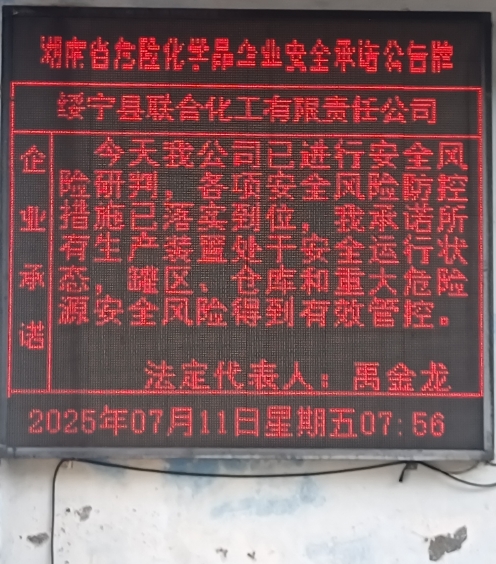 湖南省危险化学品企业安全承诺公告牌
绥宁县联合化工有限责任公司
企业承诺
今天我公司已进行安全风
险研判，各项安全风险防控
措施已落实到位，我承诺所
有生产装置处于安全运行状
态，罐区、仓库和重大危险
源安全风险得到有效管控。
法定代表人：禹金龙
2025年07月11日星期五07:56